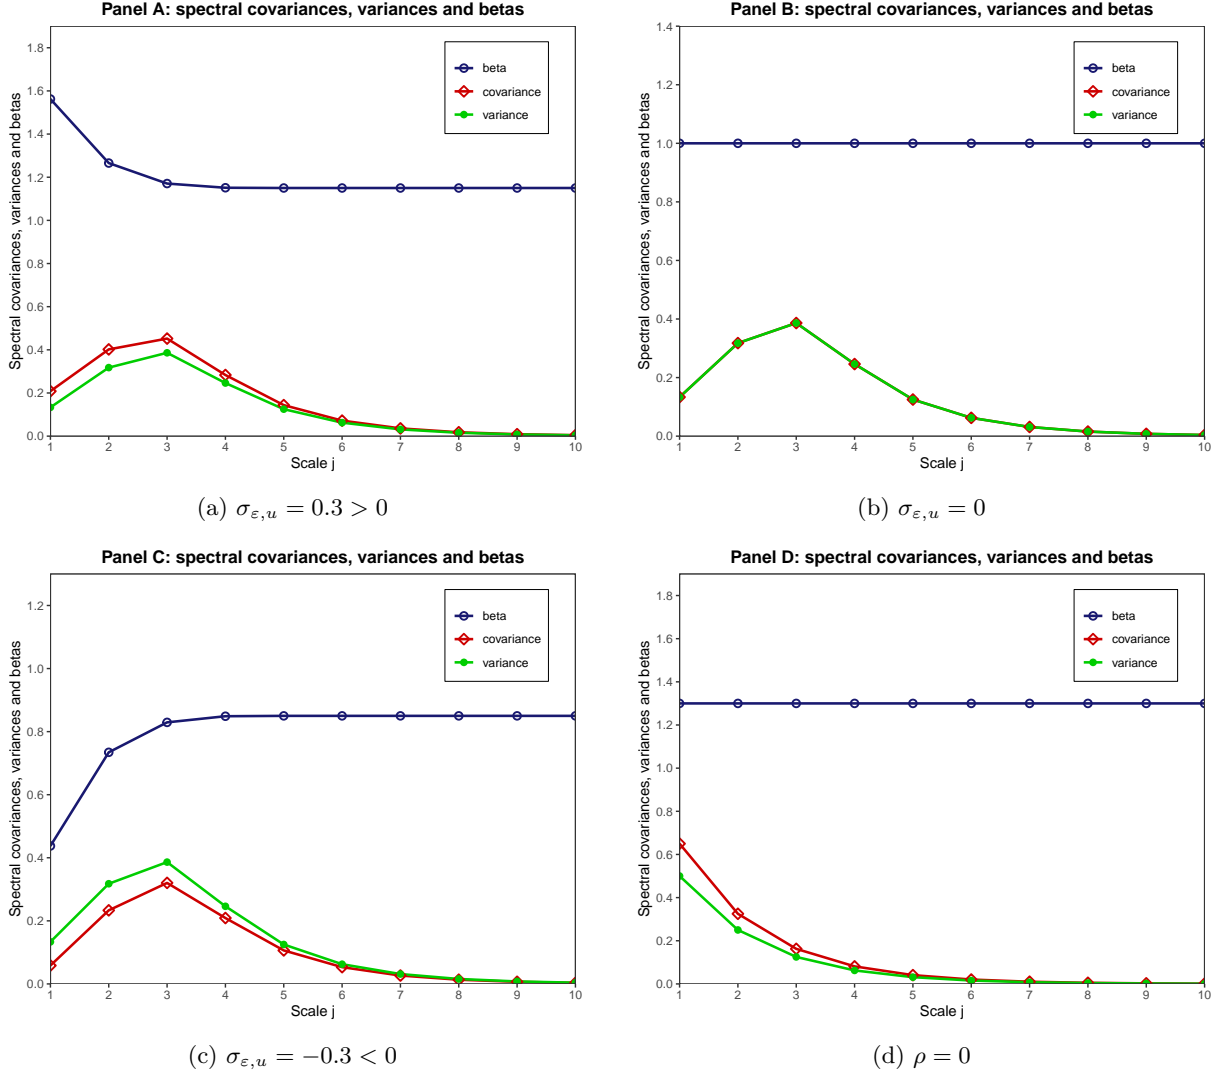 Panel A: spectral covariances, variances and betas
Spectral covariances, variances and betas
1.8
1.6
1.4
1.2
1.0
0.8
0.6
0.4
0.2
0.0
beta
covariance
variance
1 2 3 4 5 6 7 8 9 10
Scale j
(a) σ_{ε,u} = 0.3 > 0
Panel B: spectral covariances, variances and betas
Spectral covariances, variances and betas
1.4
1.2
1.0
0.8
0.6
0.4
0.2
0.0
beta
covariance
variance
1 2 3 4 5 6 7 8 9 10
Scale j
(b) σ_{ε,u} = 0
Panel C: spectral covariances, variances and betas
Spectral covariances, variances and betas
1.2
1.0
0.8
0.6
0.4
0.2
0.0
beta
covariance
variance
1 2 3 4 5 6 7 8 9 10
Scale j
(c) σ_{ε,u} = −0.3 < 0
Panel D: spectral covariances, variances and betas
Spectral covariances, variances and betas
1.8
1.6
1.4
1.2
1.0
0.8
0.6
0.4
0.2
0.0
beta
covariance
variance
1 2 3 4 5 6 7 8 9 10
Scale j
(d) ρ = 0